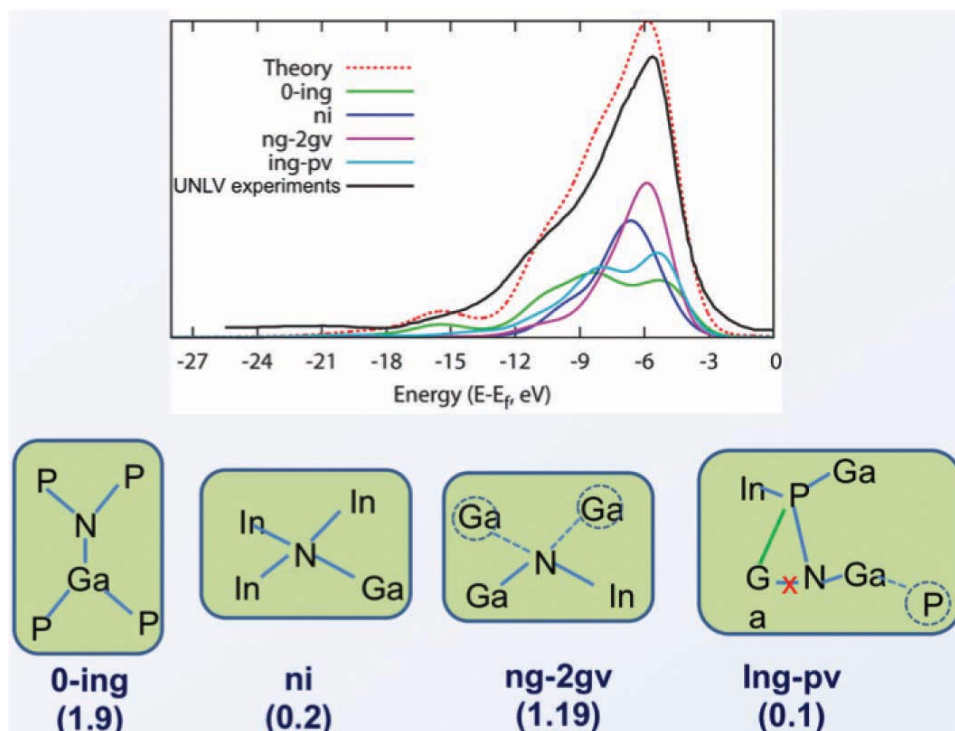 Theory
0-ing
ni
ng-2gv
ing-pv
UNLV experiments
-27 -24 -21 -18 -15 -12 -9 -6 -3 0
Energy (E-Ef, eV)
P P
N
Ga
P P
0-ing
(1.9)
In In
N
In Ga
ni
(0.2)
Ga Ga
N
Ga In
ng-2gv
(1.19)
In P Ga
G x N Ga
a P
Ing-pv
(0.1)